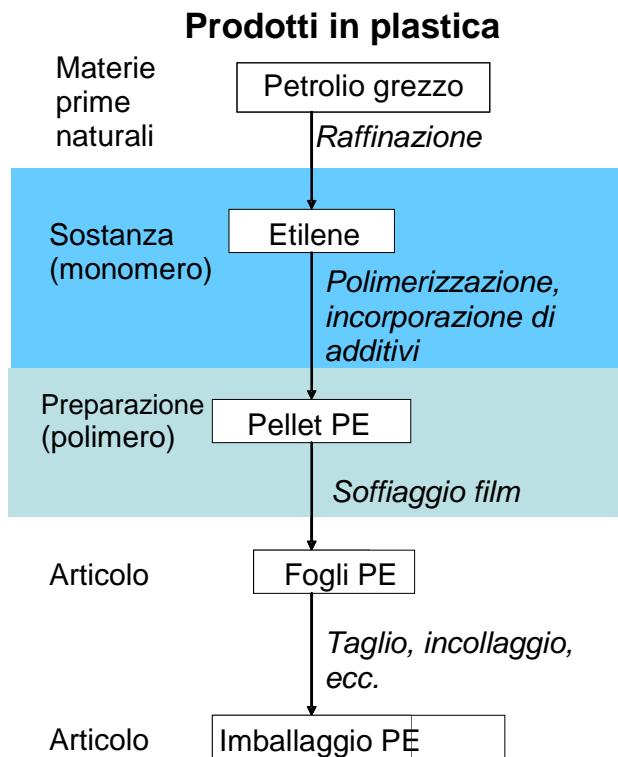 Prodotti in plastica
Materie
prime
naturali
Petrolio grezzo
Raffinazione
Sostanza
(monomero)
Etilene
Polimerizzazione,
incorporazione di
additivi
Preparazione
(polimero)
Pellet PE
Soffiaggio film
Articolo
Fogli PE
Taglio, incollaggio,
ecc.
Articolo
Imballaggio PE